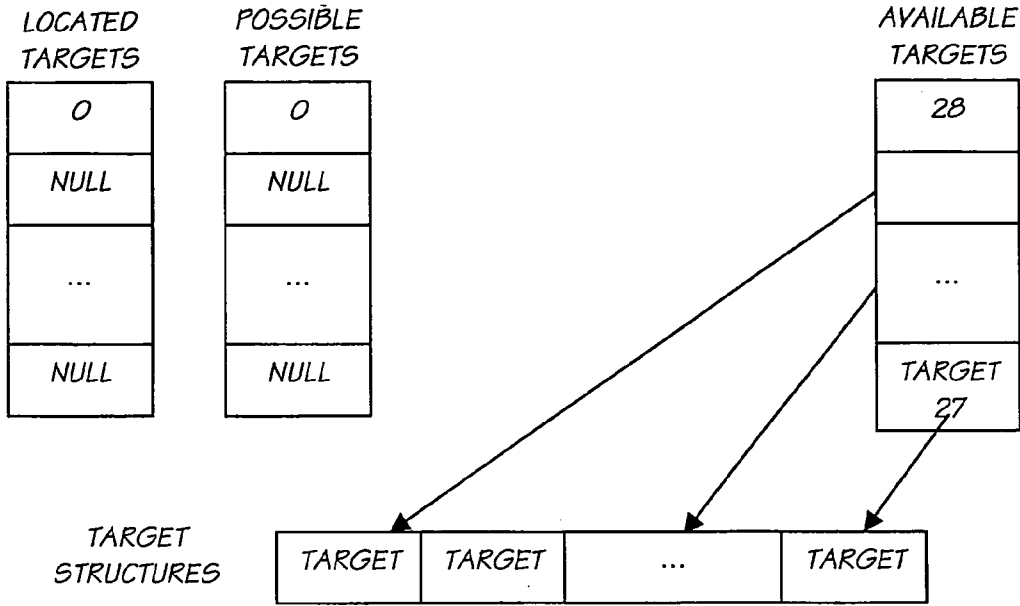 LOCATED
TARGETS
0
NULL
...
NULL
POSSIBLE
TARGETS
0
NULL
...
NULL
AVAILABLE
TARGETS
28
...
TARGET
27
TARGET
STRUCTURES
TARGET
TARGET
...
TARGET